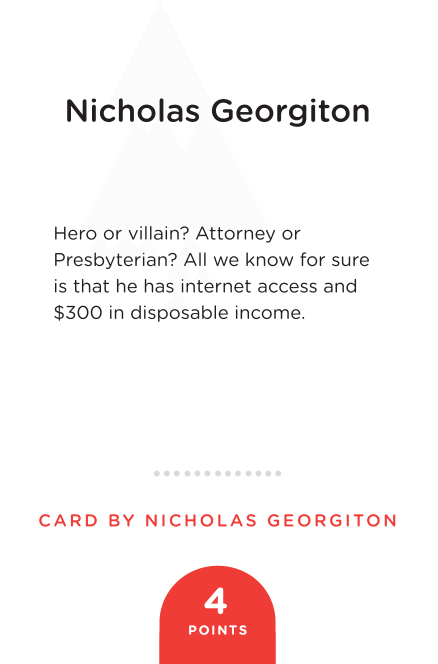 Nicholas Georgiton
Hero or villain? Attorney or
Presbyterian? All we know for sure
is that he has internet access and
$300 in disposable income.
CARD BY NICHOLAS GEORGITON
4
POINTS